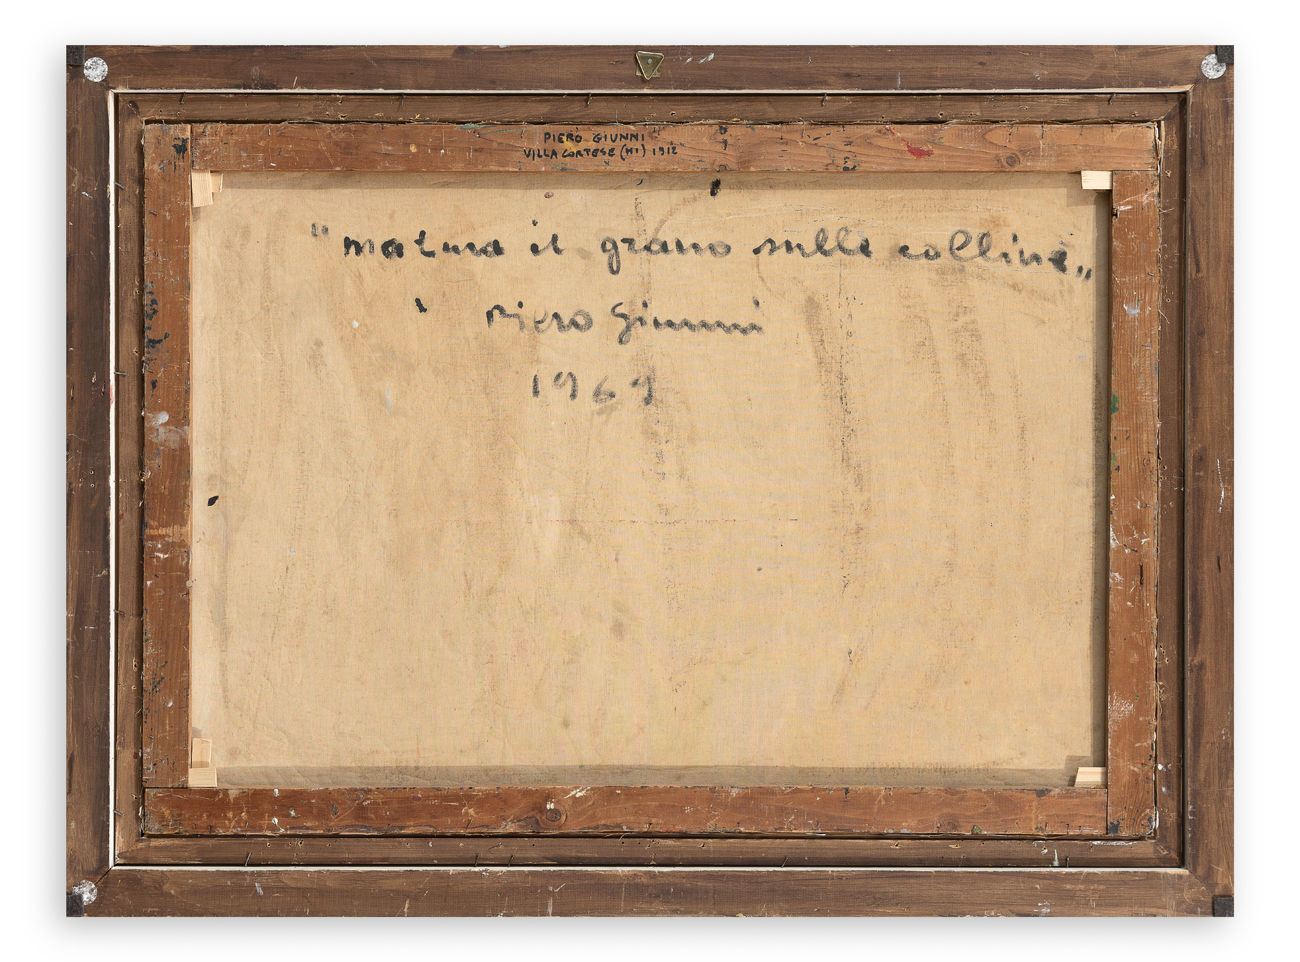 PIERO GIUNNI
VILLA CORTESE (MI) 1912
"matura il grano sulle colline„
Piero Giunni
1969